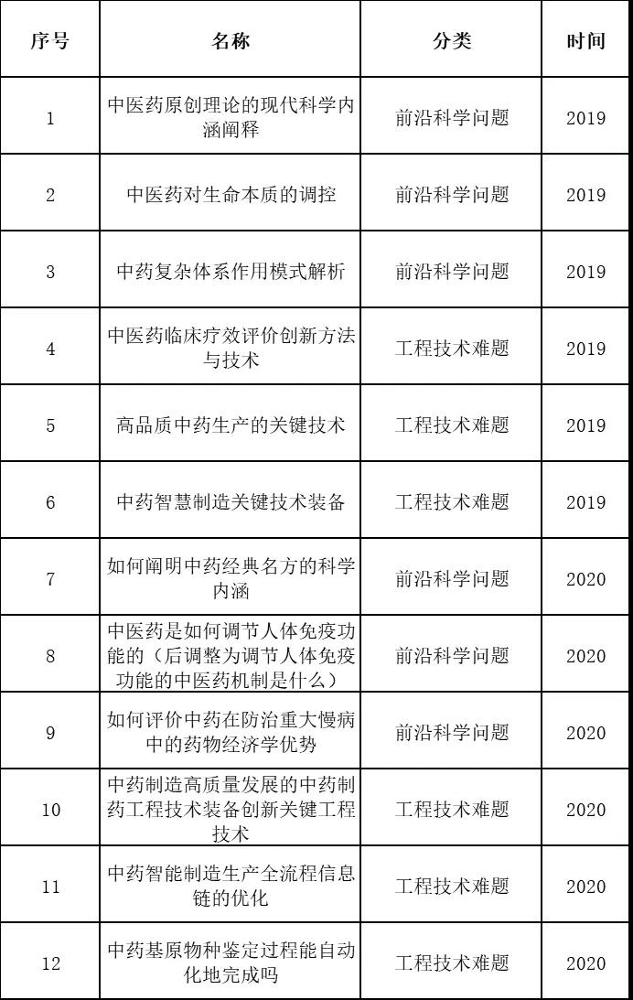 序号 名称 分类 时间
1 中医药原创理论的现代科学内 前沿科学问题 2019
涵阐释
2 中医药对生命本质的调控 前沿科学问题 2019
3 中药复杂体系作用模式解析 前沿科学问题 2019
4 中医药临床疗效评价创新方法 工程技术难题 2019
与技术
5 高品质中药生产的关键技术 工程技术难题 2019
6 中药智慧制造关键技术装备 工程技术难题 2019
7 如何阐明中药经典名方的科学 前沿科学问题 2020
内涵
中医药是如何调节人体免疫功
8 能的（后调整为调节人体免疫 前沿科学问题 2020
功能的中医药机制是什么）
9 如何评价中药在防治重大慢病 前沿科学问题 2020
中的药物经济学优势
中药制造高质量发展的中药制
10 药工程技术装备创新关键工程 工程技术难题 2020
技术
11 中药智能制造生产全流程信息 工程技术难题 2020
链的优化
12 中药基原物种鉴定过程能自动 工程技术难题 2020
化地完成吗